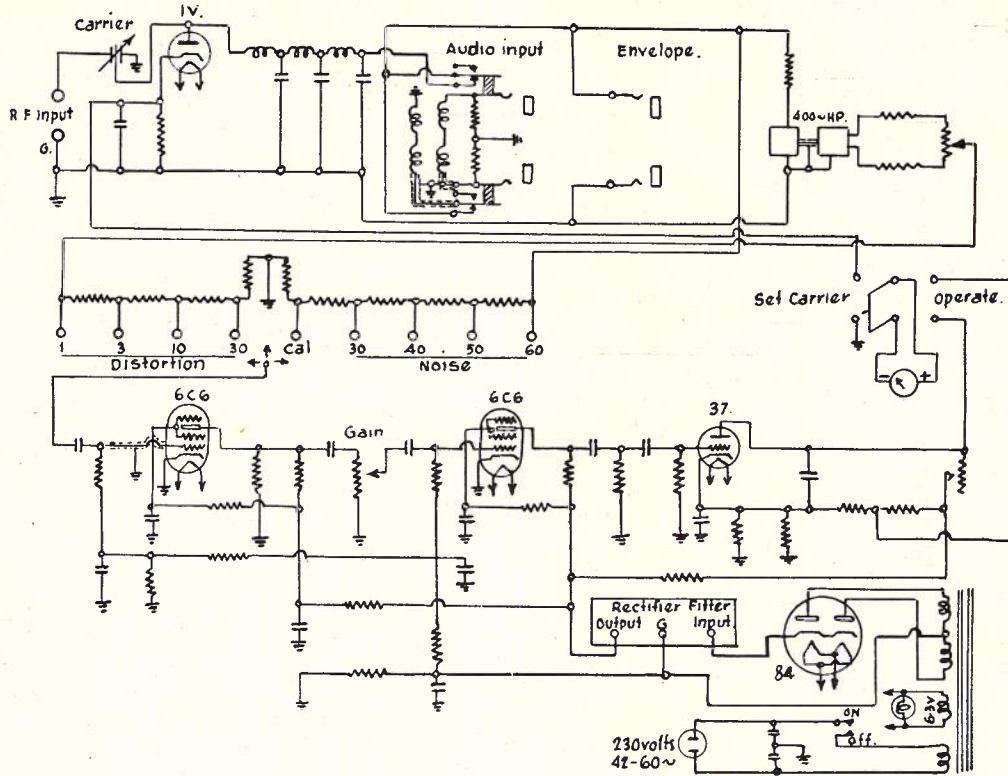 Carrier
1V.
Audio input
Envelope.
RF Input
G.
400~HP.
Set Carrier
Operate.
- +
1 3 10 30 Cal 30 40 50 60
Distortion
Noise
6C6
Gain
6C6
37.
Rectifier Filter
Output G Input.
84
6-3V
ON
Off.
230volts
42-60~